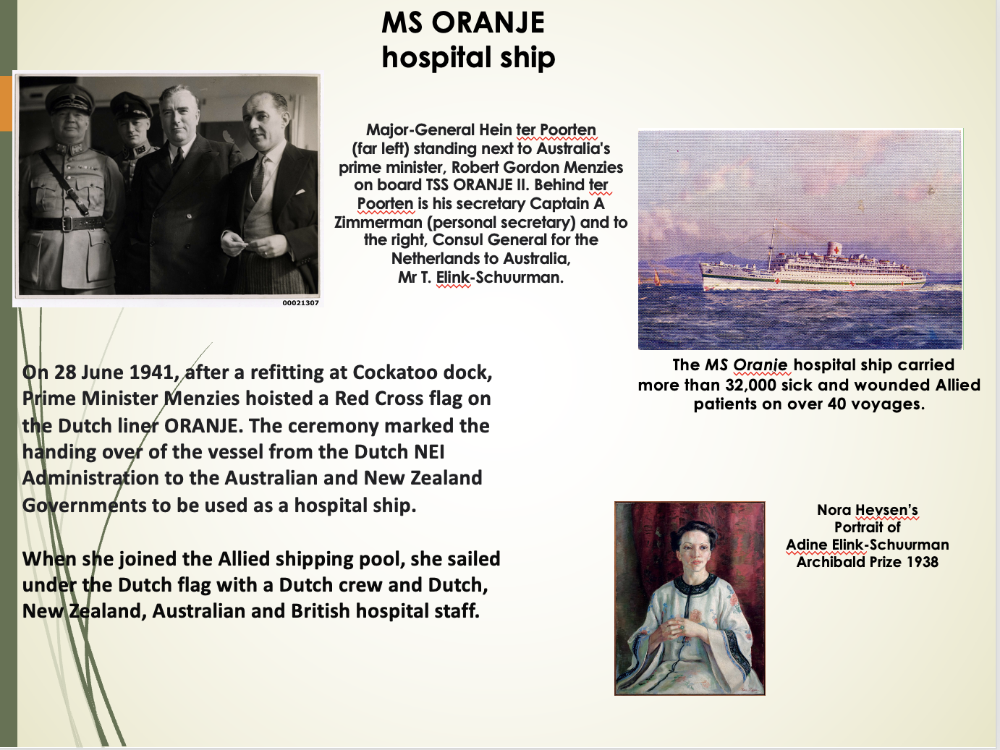 MS ORANJE
hospital ship
Major-General Hein ter Poorten
(far left) standing next to Australia's
prime minister, Robert Gordon Menzies
on board TSS ORANJE II. Behind ter
Poorten is his secretary Captain A
Zimmerman (personal secretary) and to
the right, Consul General for the
Netherlands to Australia,
Mr T. Elink-Schuurman.
00021307
The MS Oranje hospital ship carried
more than 32,000 sick and wounded Allied
patients on over 40 voyages.
On 28 June 1941, after a refitting at Cockatoo dock,
Prime Minister Menzies hoisted a Red Cross flag on
the Dutch liner ORANJE. The ceremony marked the
handing over of the vessel from the Dutch NEI
Administration to the Australian and New Zealand
Governments to be used as a hospital ship.
When she joined the Allied shipping pool, she sailed
under the Dutch flag with a Dutch crew and Dutch,
New Zealand, Australian and British hospital staff.
Nora Heysen's
Portrait of
Adine Elink-Schuurman
Archibald Prize 1938